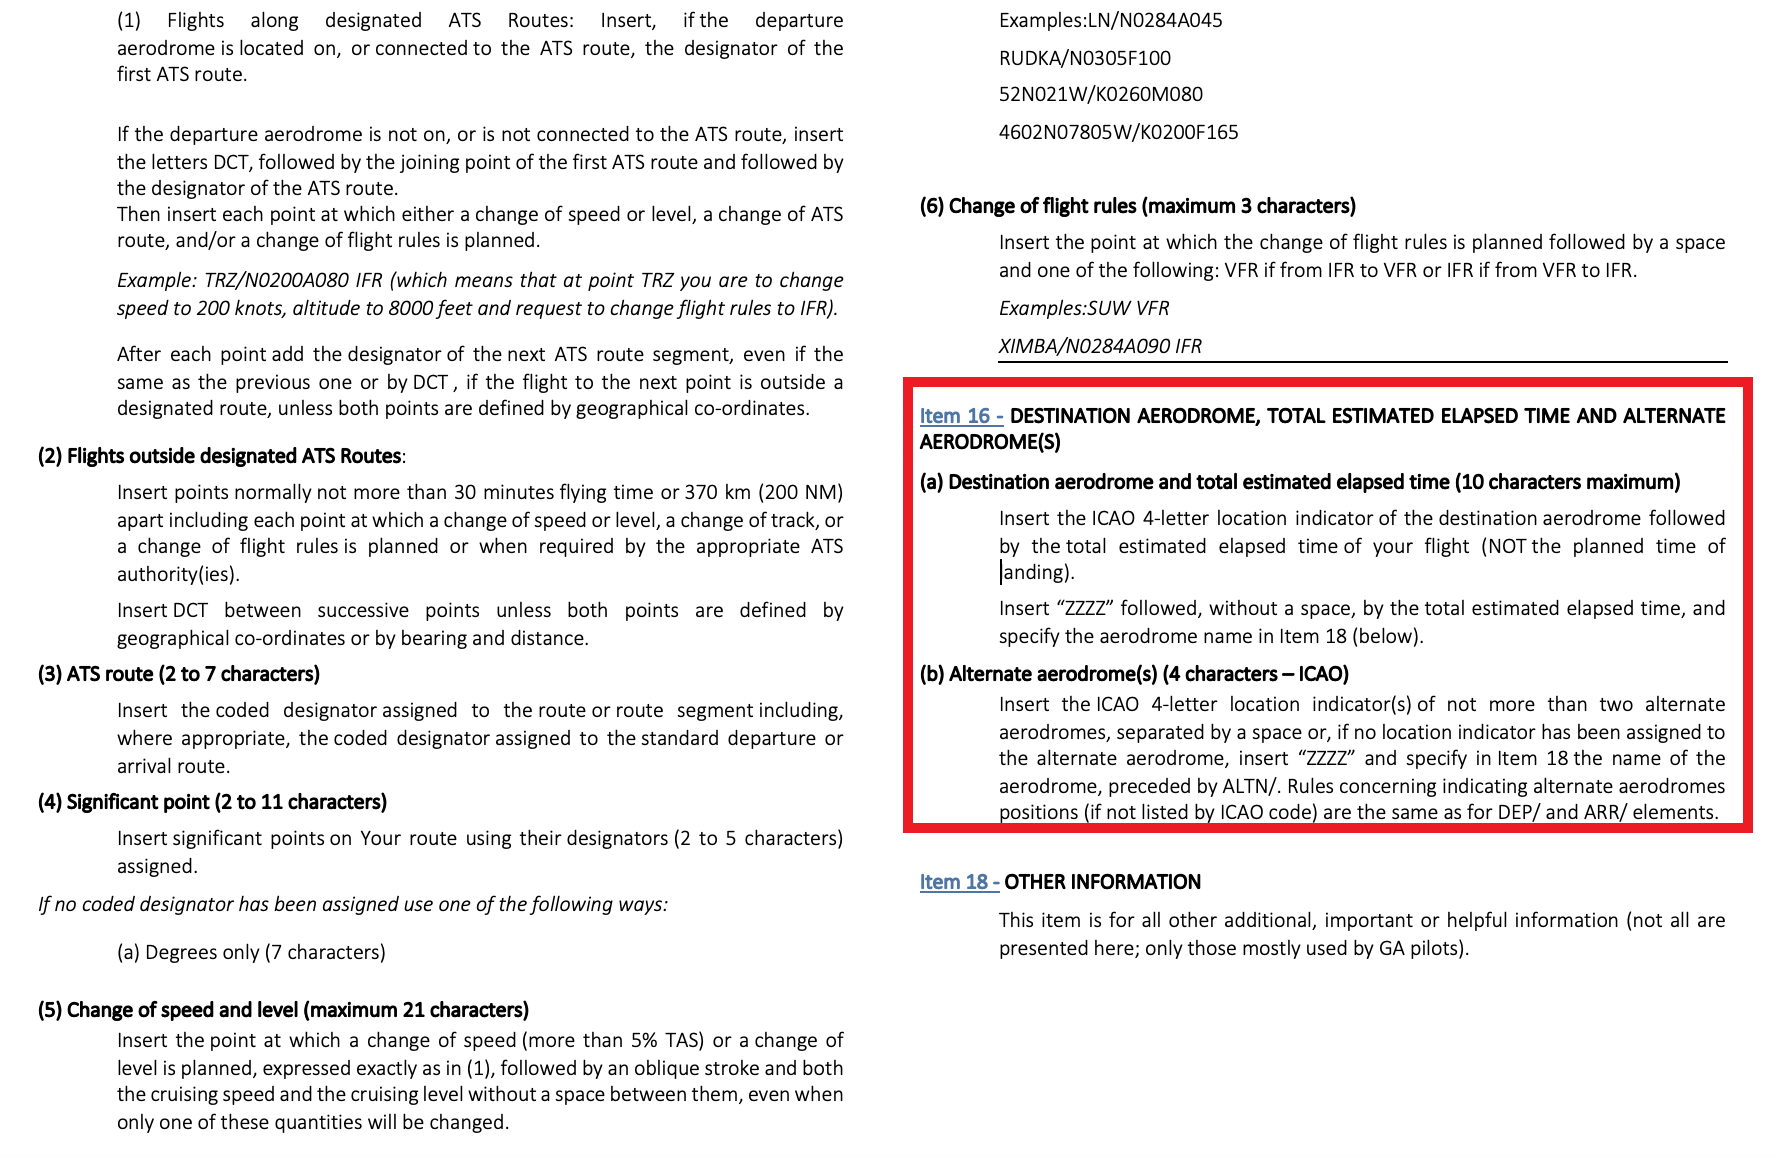 (1) Flights along designated ATS Routes: Insert, if the departure
aerodrome is located on, or connected to the ATS route, the designator of the
first ATS route.
If the departure aerodrome is not on, or is not connected to the ATS route, insert
the letters DCT, followed by the joining point of the first ATS route and followed by
the designator of the ATS route.
Then insert each point at which either a change of speed or level, a change of ATS
route, and/or a change of flight rules is planned.
Example: TRZ/N0200A080 IFR (which means that at point TRZ you are to change
speed to 200 knots, altitude to 8000 feet and request to change flight rules to IFR).
After each point add the designator of the next ATS route segment, even if the
same as the previous one or by DCT , if the flight to the next point is outside a
designated route, unless both points are defined by geographical co-ordinates.
(2) Flights outside designated ATS Routes:
Insert points normally not more than 30 minutes flying time or 370 km (200 NM)
apart including each point at which a change of speed or level, a change of track, or
a change of flight rules is planned or when required by the appropriate ATS
authority(ies).
Insert DCT between successive points unless both points are defined by
geographical co-ordinates or by bearing and distance.
(3) ATS route (2 to 7 characters)
Insert the coded designator assigned to the route or route segment including,
where appropriate, the coded designator assigned to the standard departure or
arrival route.
(4) Significant point (2 to 11 characters)
Insert significant points on Your route using their designators (2 to 5 characters)
assigned.
If no coded designator has been assigned use one of the following ways:
(a) Degrees only (7 characters)
(5) Change of speed and level (maximum 21 characters)
Insert the point at which a change of speed (more than 5% TAS) or a change of
level is planned, expressed exactly as in (1), followed by an oblique stroke and both
the cruising speed and the cruising level without a space between them, even when
only one of these quantities will be changed.
Examples:LN/N0284A045
RUDKA/N0305F100
52N021W/K0260M080
4602N07805W/K0200F165
(6) Change of flight rules (maximum 3 characters)
Insert the point at which the change of flight rules is planned followed by a space
and one of the following: VFR if from IFR to VFR or IFR if from VFR to IFR.
Examples:SUW VFR
XIMBA/N0284A090 IFR
Item 16 - DESTINATION AERODROME, TOTAL ESTIMATED ELAPSED TIME AND ALTERNATE
AERODROME(S)
(a) Destination aerodrome and total estimated elapsed time (10 characters maximum)
Insert the ICAO 4-letter location indicator of the destination aerodrome followed
by the total estimated elapsed time of your flight (NOT the planned time of
landing).
Insert “ZZZZ” followed, without a space, by the total estimated elapsed time, and
specify the aerodrome name in Item 18 (below).
(b) Alternate aerodrome(s) (4 characters – ICAO)
Insert the ICAO 4-letter location indicator(s) of not more than two alternate
aerodromes, separated by a space or, if no location indicator has been assigned to
the alternate aerodrome, insert “ZZZZ” and specify in Item 18 the name of the
aerodrome, preceded by ALTN/. Rules concerning indicating alternate aerodromes
positions (if not listed by ICAO code) are the same as for DEP/ and ARR/ elements.
Item 18 - OTHER INFORMATION
This item is for all other additional, important or helpful information (not all are
presented here; only those mostly used by GA pilots).